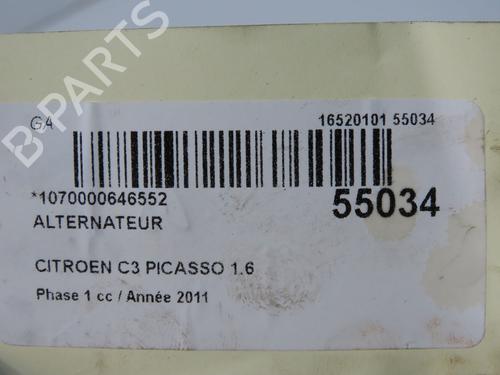 B-PARTS
GA
16520101 55034
*1070000646552
55034
ALTERNATEUR
CITROEN C3 PICASSO 1.6
Phase 1 cc / Année 2011